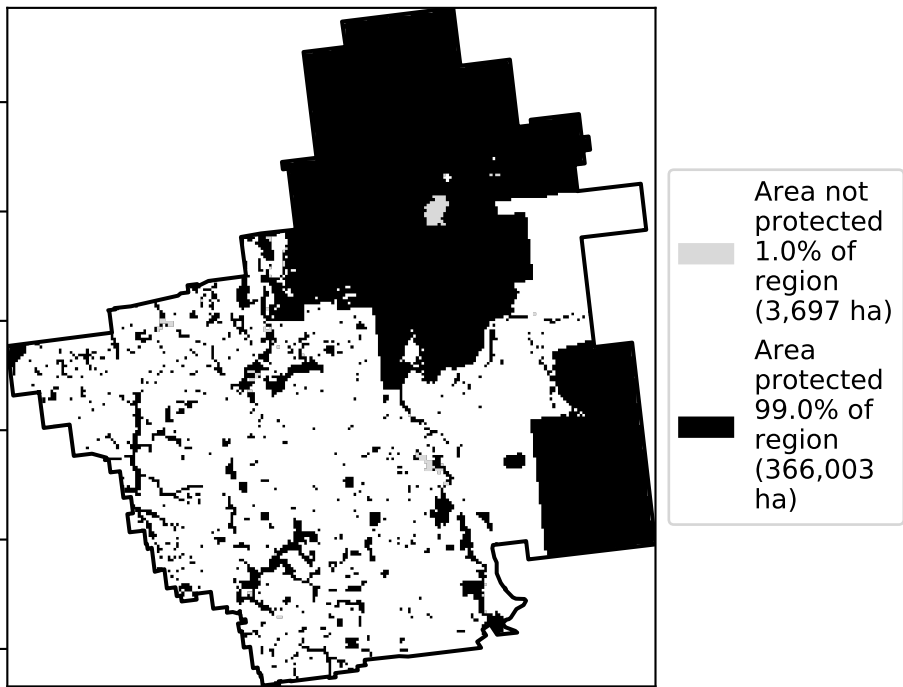 Area not
protected
1.0% of
region
(3,697 ha)
Area
protected
99.0% of
region
(366,003
ha)